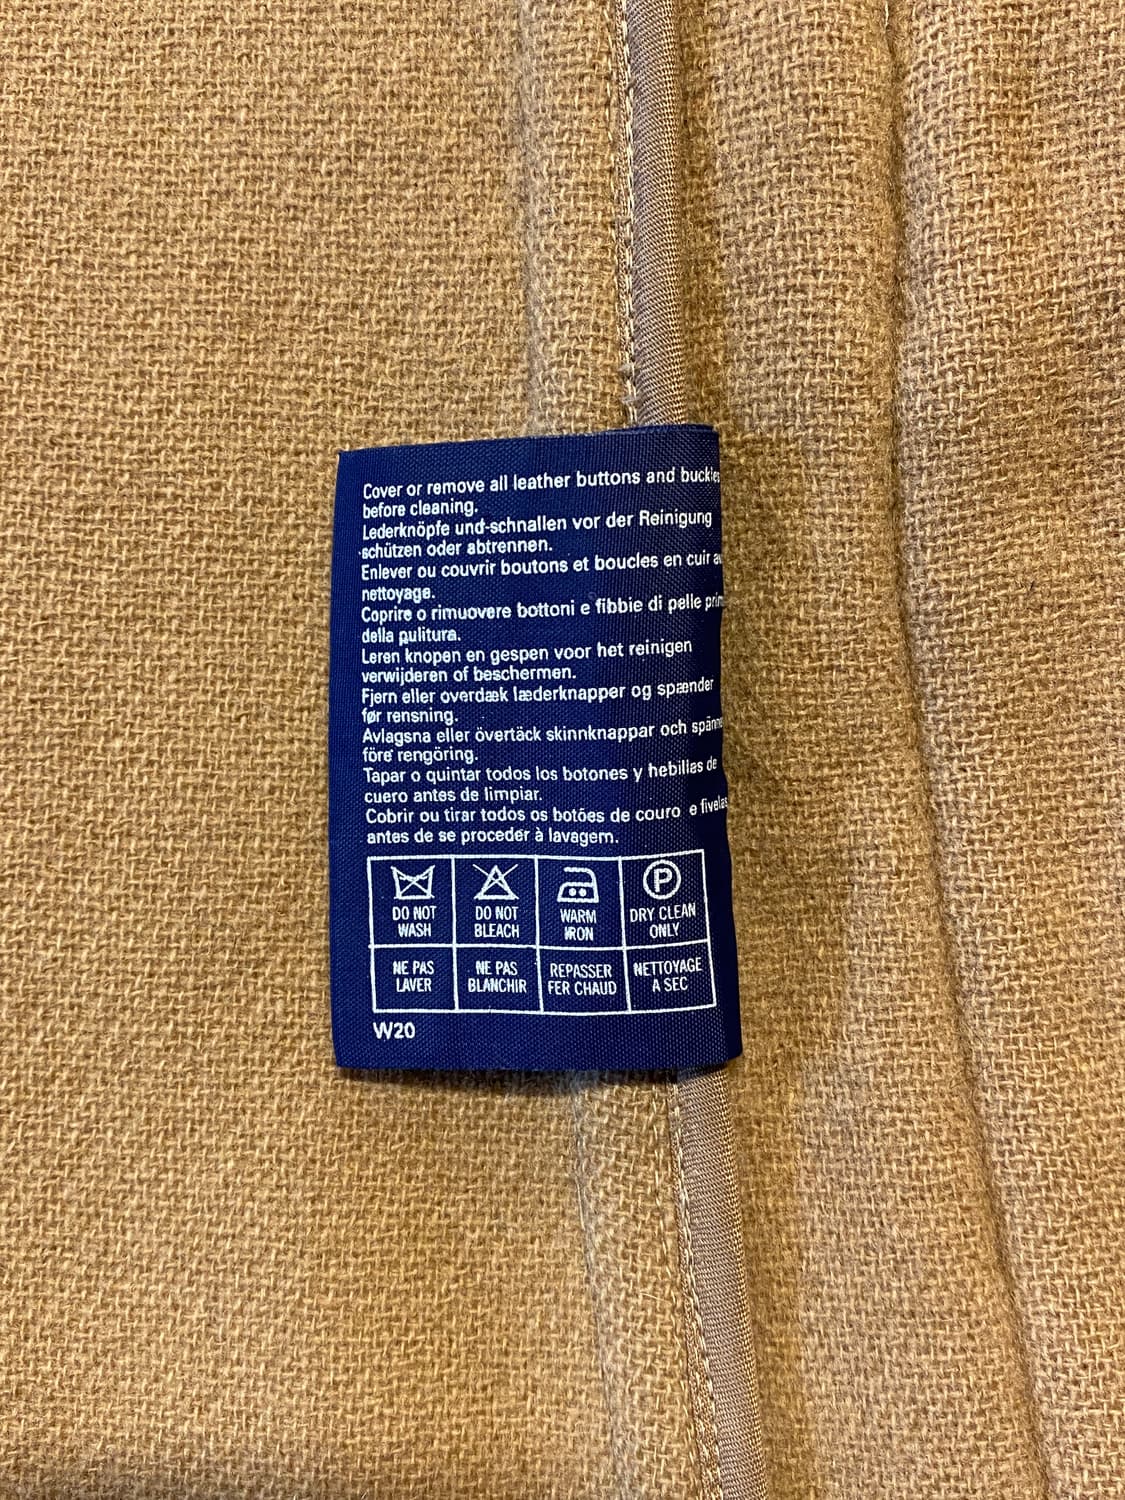 Cover or remove all leather buttons and buckles
before cleaning.
Lederknöpfe und-schnallen vor der Reinigung
schützen oder abtrennen.
Enlever ou couvrir boutons et boucles en cuir
nettoyage.
Coprire o rimuovere bottoni e fibbie di pelle
della pulitura.
Leren knopen en gespen voor het reinigen
verwijderen of beschermen.
Fjern eller overdæk læderknapper og spænder
før rensning.
Avlagsna eller övertäck skinnknappar och
före rengöring.
Tapar o quintar todos los botones y hebillas de
cuero antes de limpiar.
Cobrir ou tirar todos os botões de couro e fivelas
antes de se proceder à lavagem.
P
DO NOT WASH
DO NOT BLEACH
WARM IRON
DRY CLEAN ONLY
NE PAS LAVER
NE PAS BLANCHIR
REPASSER FER CHAUD
NETTOYAGE A SEC
W20